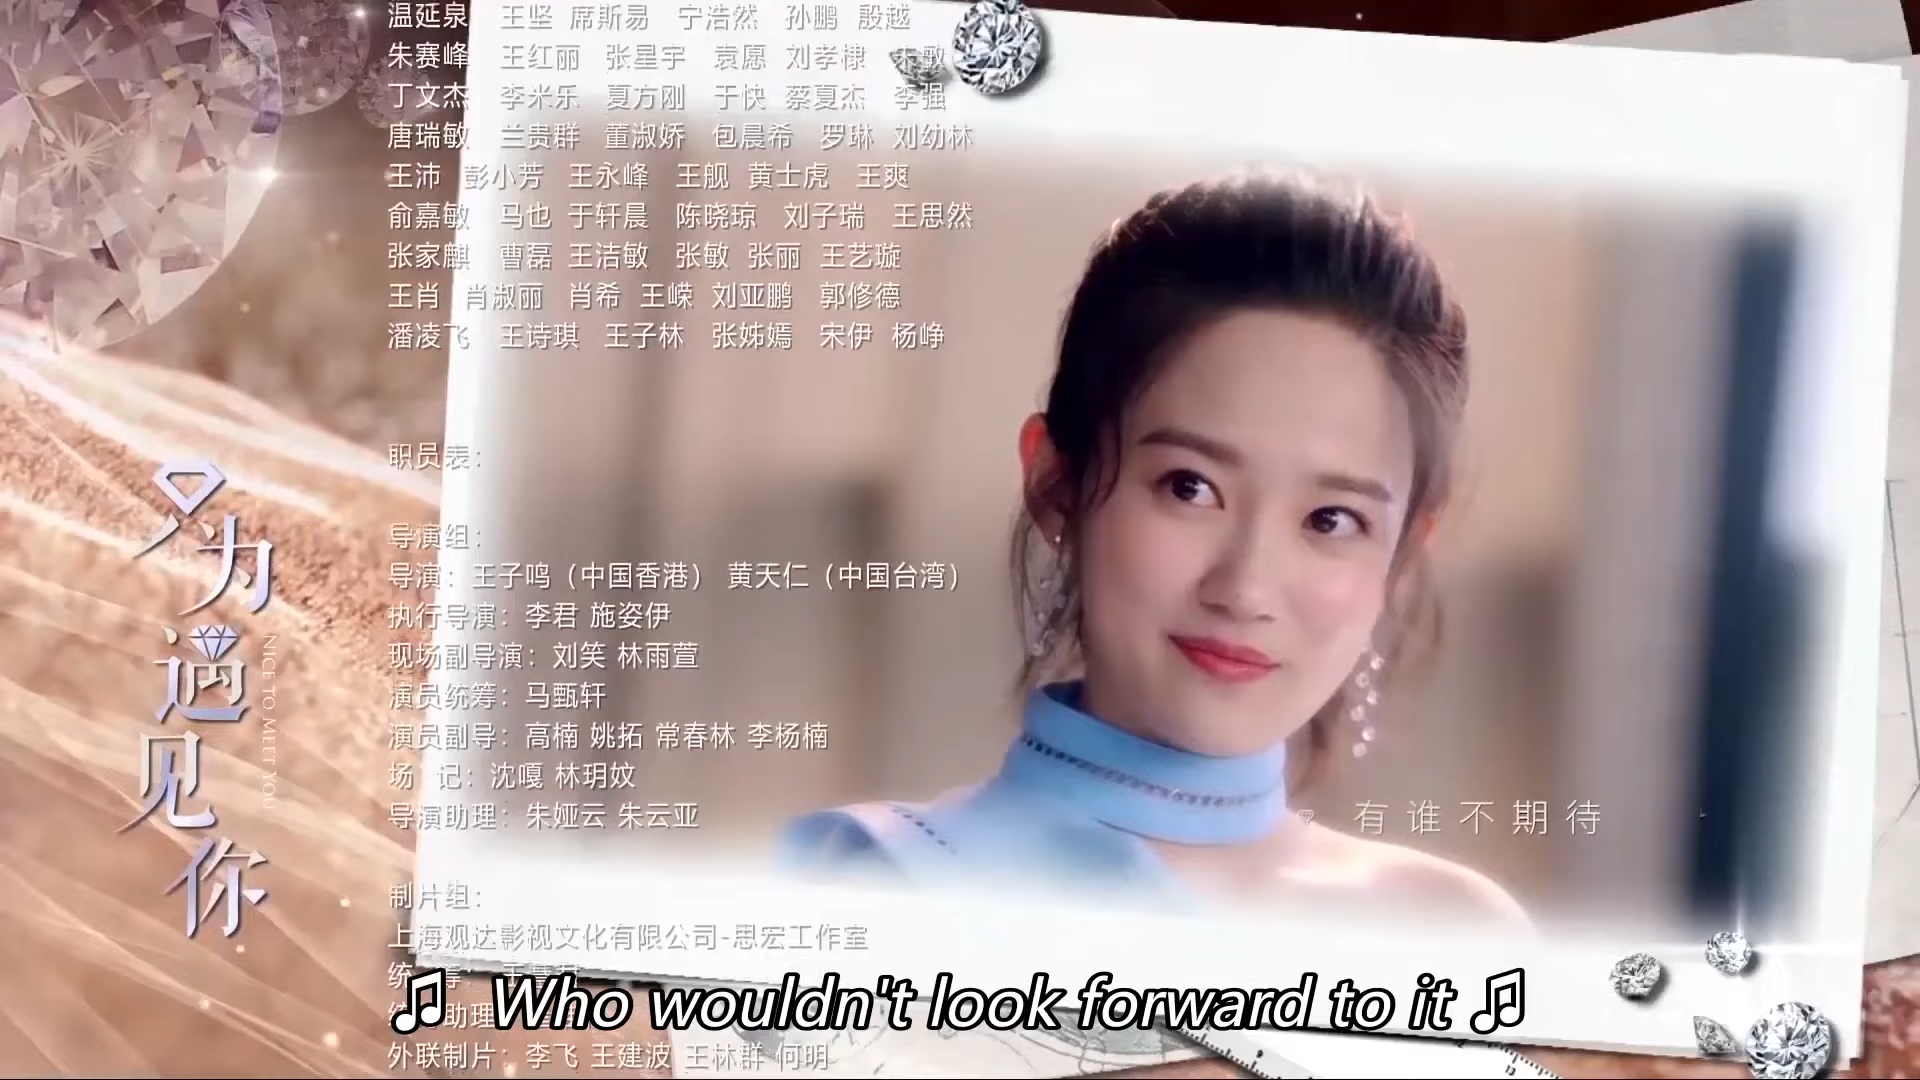 温延泉 王坚 席斯易 宁浩然 孙鹏 殷越
朱赛峰 王红丽 张星宇 袁愿 刘孝棣 宋敏
丁文杰 李米乐 夏方刚 于快 蔡夏杰 李强
唐瑞敏 兰贵群 董淑娇 包晨希 罗琳 刘幼林
王沛 彭小芳 王永峰 王舰 黄士虎 王爽
俞嘉敏 马也 于轩晨 陈晓琼 刘子瑞 王思然
张家麒 曹磊 王洁敏 张敏 张丽 王艺璇
王肖 肖淑丽 肖希 王嵘 刘亚鹏 郭修德
潘凌飞 王诗琪 王子林 张姊嫣 宋伊 杨峥
职员表：
导演组：
导演：王子鸣（中国香港） 黄天仁（中国台湾）
执行导演：李君 施姿伊
现场副导演：刘笑 林雨萱
演员统筹：马甄轩
演员副导：高楠 姚拓 常春林 李杨楠
场 记：沈嘎 林玥妏
导演助理：朱娅云 朱云亚
制片组：
上海观达影视文化有限公司-思宏工作室
外联制片：李飞 王建波 王林群 何明
只为遇见你
NICE TO MEET YOU
有谁不期待
♫ Who wouldn't look forward to it ♫